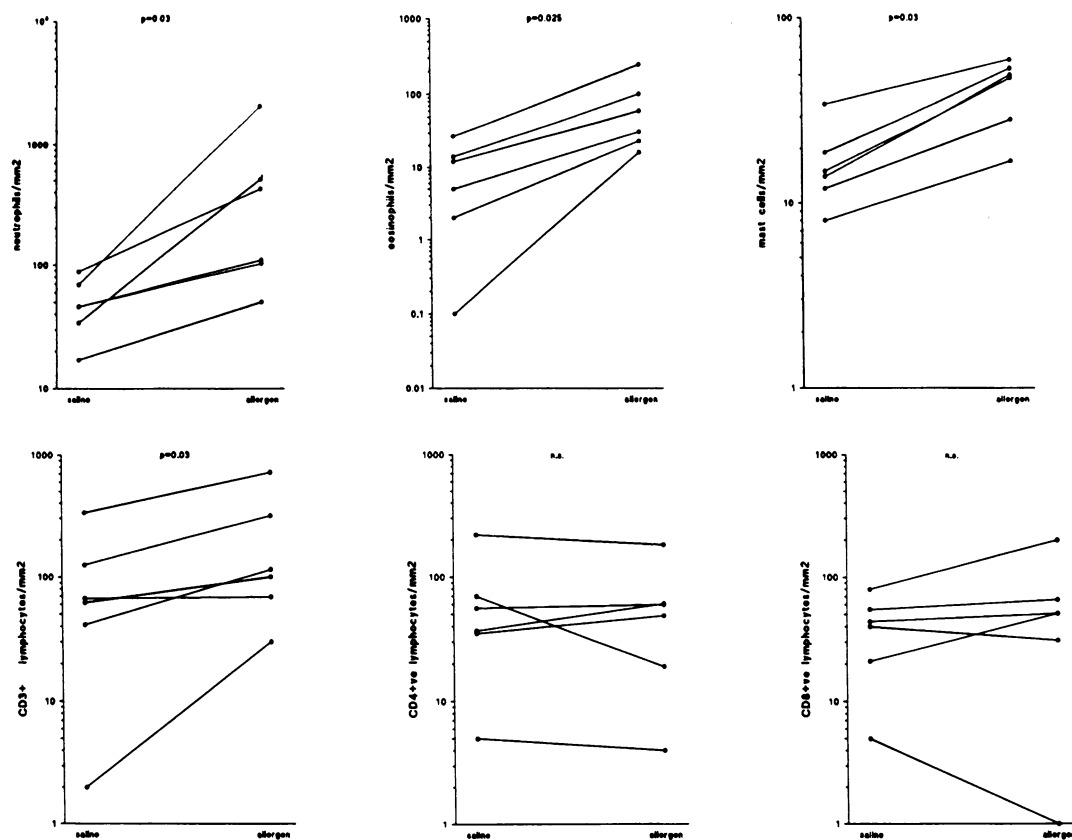 p=0.03
10⁴
1000
100
10
neutrophils/mm2
saline
allergen
p=0.025
1000
100
10
1
0.1
0.01
eosinophils/mm2
saline
allergen
p=0.03
100
10
1
mast cells/mm2
saline
allergen
p=0.03
1000
100
10
1
CD3+ lymphocytes/mm2
saline
allergen
n.s.
1000
100
10
1
CD4+ve lymphocytes/mm2
saline
allergen
n.s.
1000
100
10
1
CD8+ve lymphocytes/mm2
saline
allergen